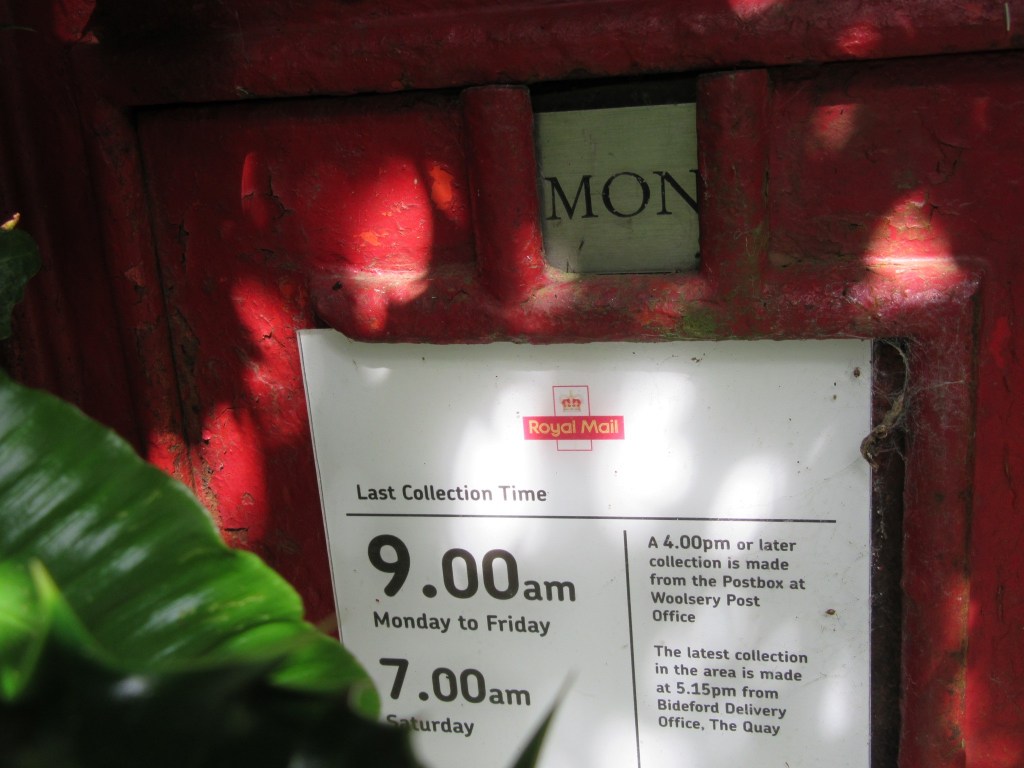 MON
Royal Mail
Last Collection Time
9.00am
Monday to Friday
7.00am
Saturday
A 4.00pm or later
collection is made
from the Postbox at
Woolsery Post
Office
The latest collection
in the area is made
at 5.15pm from
Bideford Delivery
Office, The Quay